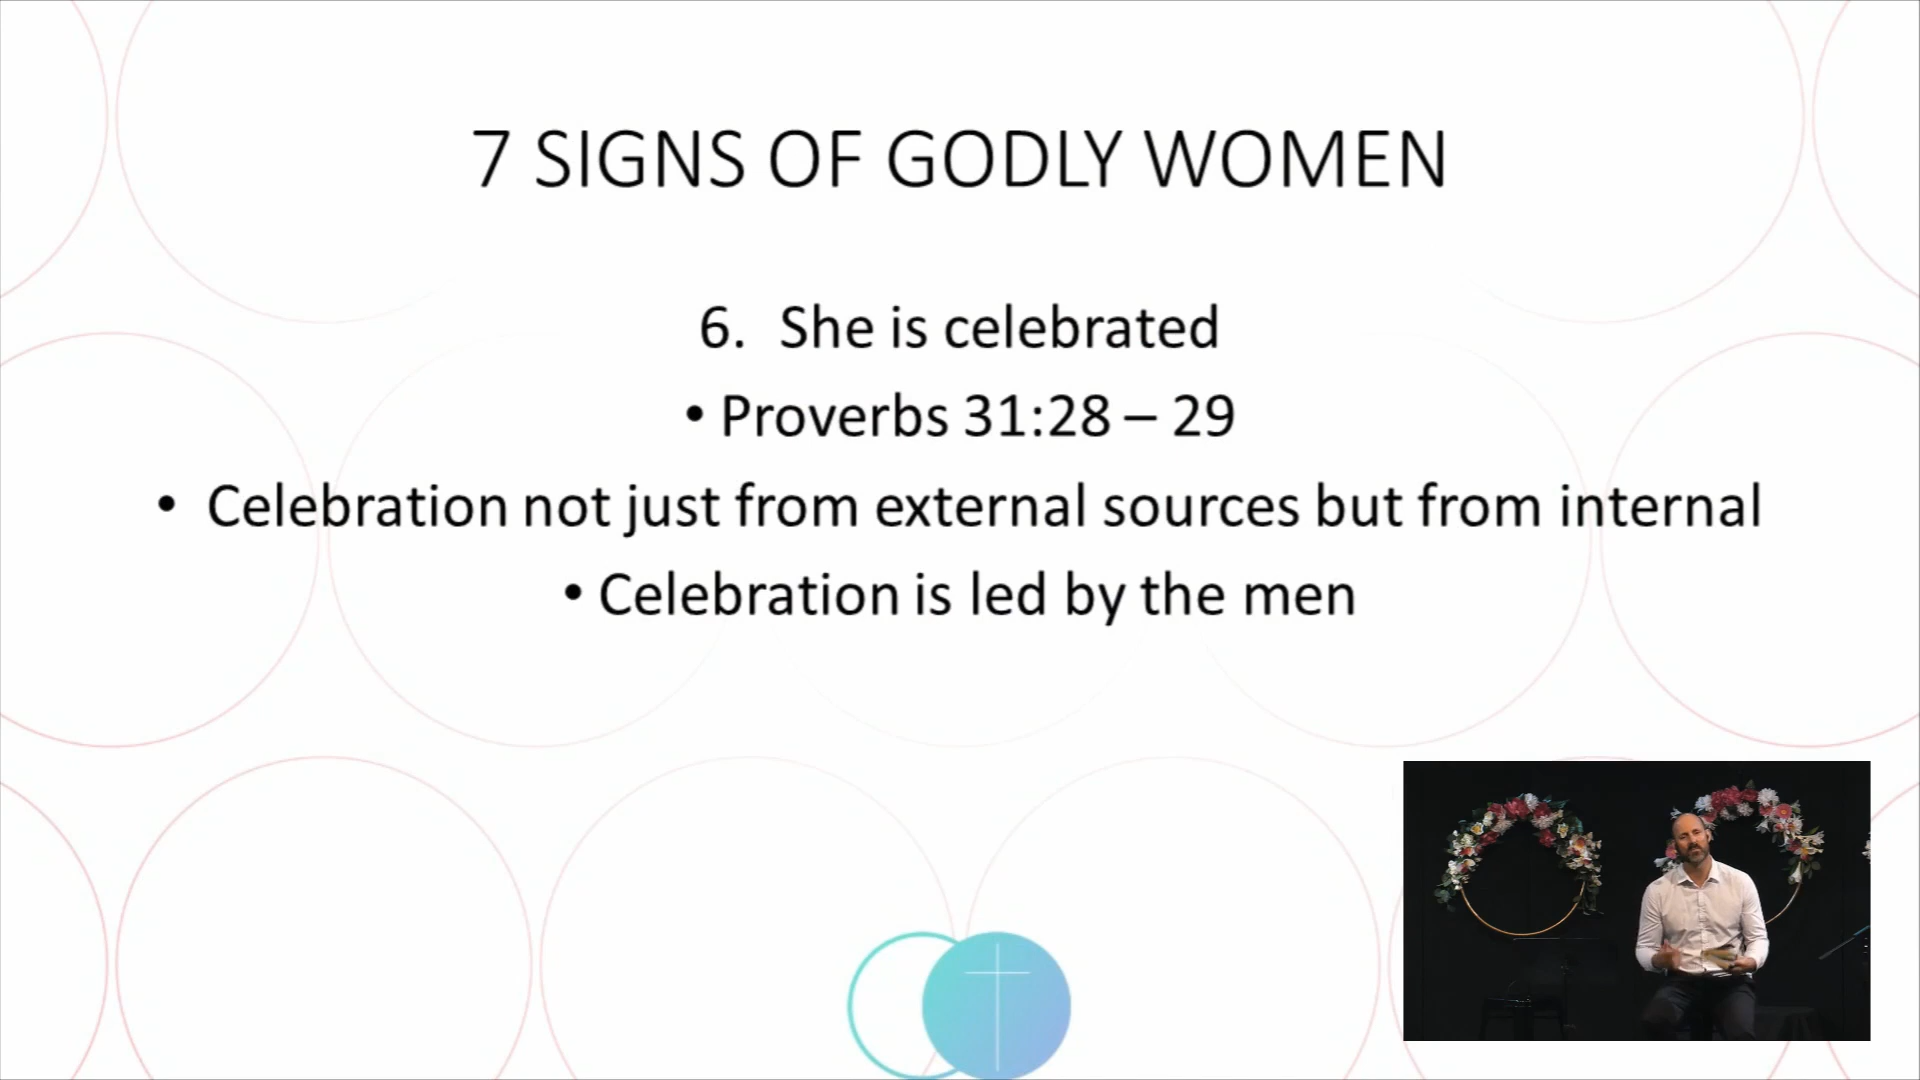 7 SIGNS OF GODLY WOMEN
6. She is celebrated
• Proverbs 31:28 – 29
• Celebration not just from external sources but from internal
• Celebration is led by the men